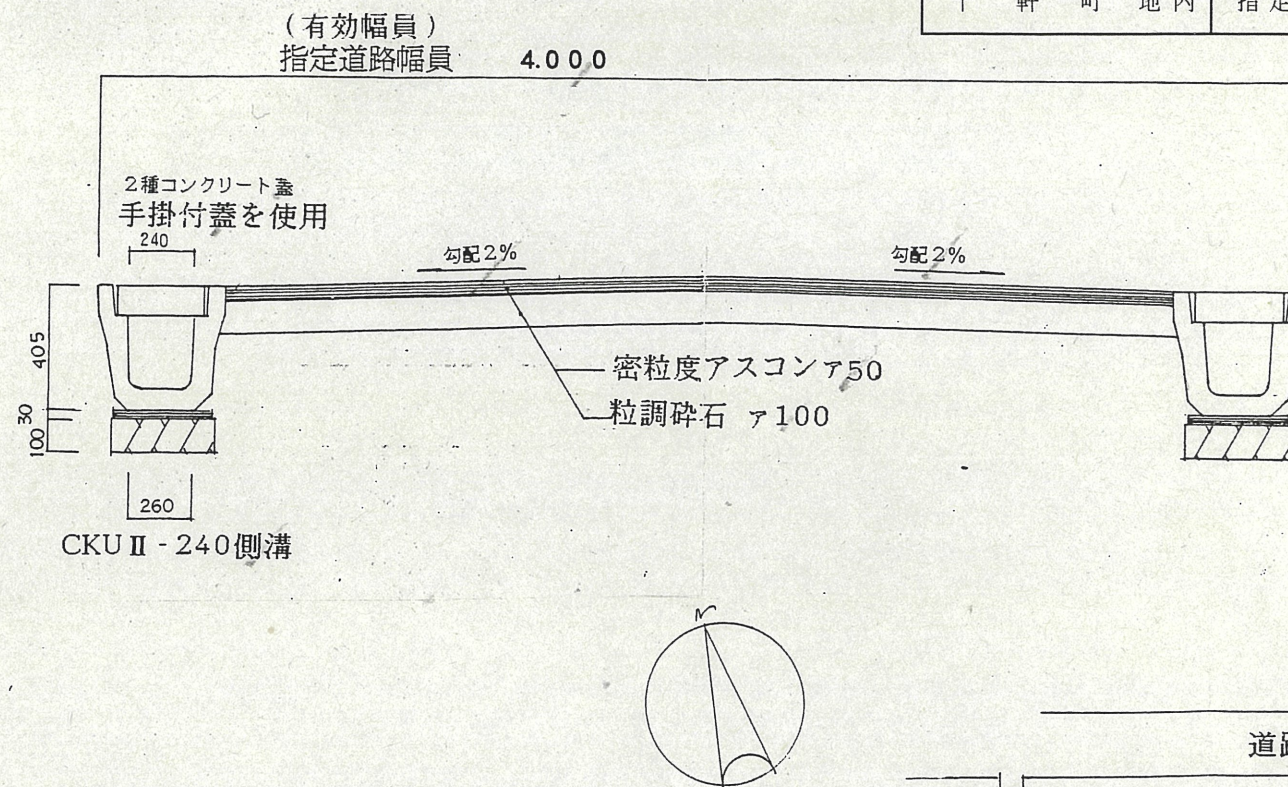 軒 町 地内
(有効幅員)
指定道路幅員 4.000
2種コンクリート蓋
手掛付蓋を使用
240
勾配2%
勾配2%
405
30
100
密粒度アスコンァ50
粒調砕石 ァ100
260
CKUⅡ-240側溝
N